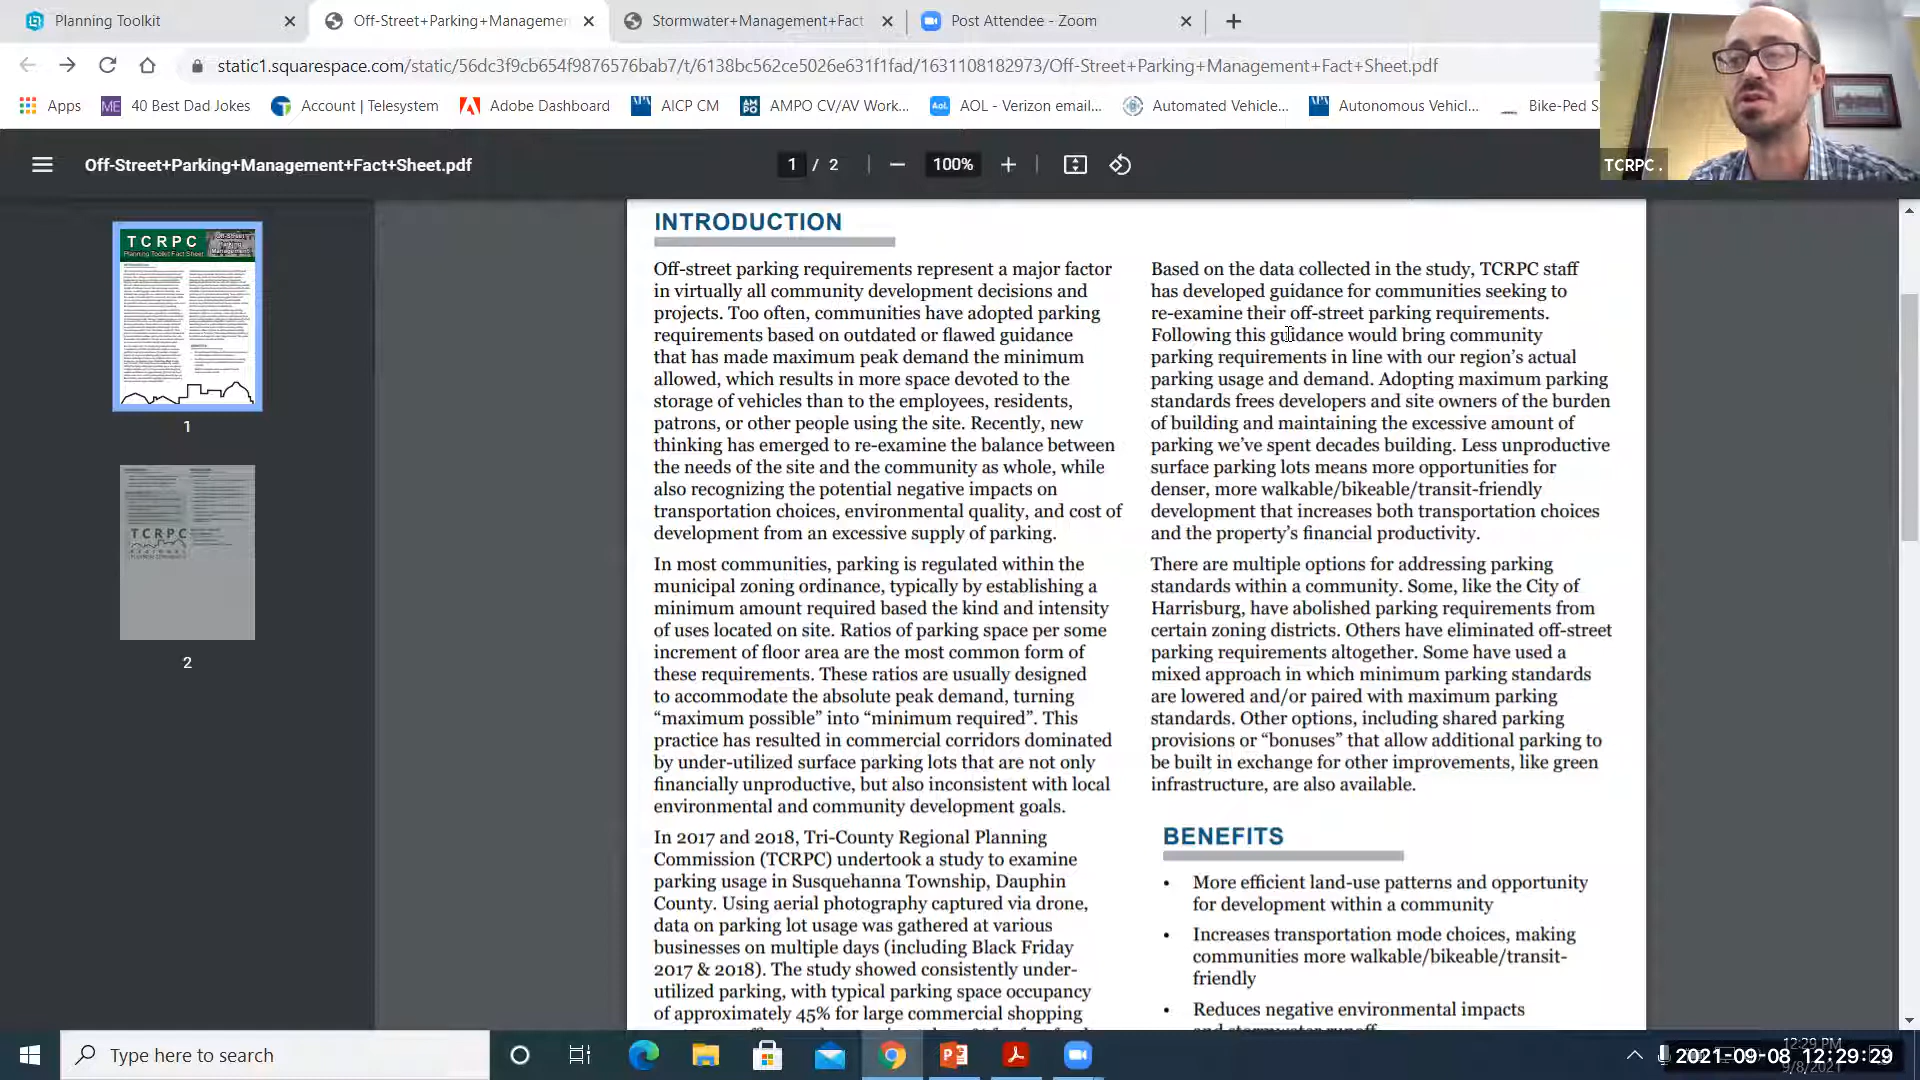 Planning Toolkit
Off-Street+Parking+Managemen
Stormwater+Management+Fact
Post Attendee - Zoom
static1.squarespace.com/static/56dc3f9cb654f9876576bab7/t/6138bc562ce5026e631f1fad/1631108182973/Off-Street+Parking+Management+Fact+Sheet.pdf
Apps
ME 40 Best Dad Jokes
Account | Telesystem
Adobe Dashboard
AICP CM
AMPO CV/AV Work...
Aol. AOL - Verizon email...
Automated Vehicle...
Autonomous Vehicl...
Bike-Ped S
TCRPC .
Off-Street+Parking+Management+Fact+Sheet.pdf
1 / 2
100%
TCRPC
Planning Toolkit Fact Sheet
Off-Street
Parking
Management
1
TCRPC
2
INTRODUCTION
Off-street parking requirements represent a major factor
in virtually all community development decisions and
projects. Too often, communities have adopted parking
requirements based on outdated or flawed guidance
that has made maximum peak demand the minimum
allowed, which results in more space devoted to the
storage of vehicles than to the employees, residents,
patrons, or other people using the site. Recently, new
thinking has emerged to re-examine the balance between
the needs of the site and the community as whole, while
also recognizing the potential negative impacts on
transportation choices, environmental quality, and cost of
development from an excessive supply of parking.
In most communities, parking is regulated within the
municipal zoning ordinance, typically by establishing a
minimum amount required based the kind and intensity
of uses located on site. Ratios of parking space per some
increment of floor area are the most common form of
these requirements. These ratios are usually designed
to accommodate the absolute peak demand, turning
“maximum possible” into “minimum required”. This
practice has resulted in commercial corridors dominated
by under-utilized surface parking lots that are not only
financially unproductive, but also inconsistent with local
environmental and community development goals.
In 2017 and 2018, Tri-County Regional Planning
Commission (TCRPC) undertook a study to examine
parking usage in Susquehanna Township, Dauphin
County. Using aerial photography captured via drone,
data on parking lot usage was gathered at various
businesses on multiple days (including Black Friday
2017 & 2018). The study showed consistently under-
utilized parking, with typical parking space occupancy
of approximately 45% for large commercial shopping
Based on the data collected in the study, TCRPC staff
has developed guidance for communities seeking to
re-examine their off-street parking requirements.
Following this guidance would bring community
parking requirements in line with our region’s actual
parking usage and demand. Adopting maximum parking
standards frees developers and site owners of the burden
of building and maintaining the excessive amount of
parking we’ve spent decades building. Less unproductive
surface parking lots means more opportunities for
denser, more walkable/bikeable/transit-friendly
development that increases both transportation choices
and the property’s financial productivity.
There are multiple options for addressing parking
standards within a community. Some, like the City of
Harrisburg, have abolished parking requirements from
certain zoning districts. Others have eliminated off-street
parking requirements altogether. Some have used a
mixed approach in which minimum parking standards
are lowered and/or paired with maximum parking
standards. Other options, including shared parking
provisions or “bonuses” that allow additional parking to
be built in exchange for other improvements, like green
infrastructure, are also available.
BENEFITS
• More efficient land-use patterns and opportunity
for development within a community
• Increases transportation mode choices, making
communities more walkable/bikeable/transit-
friendly
• Reduces negative environmental impacts
and stormwater runoff
Type here to search
12:29 PM
2021-09-08 12:29:29
9/8/2021